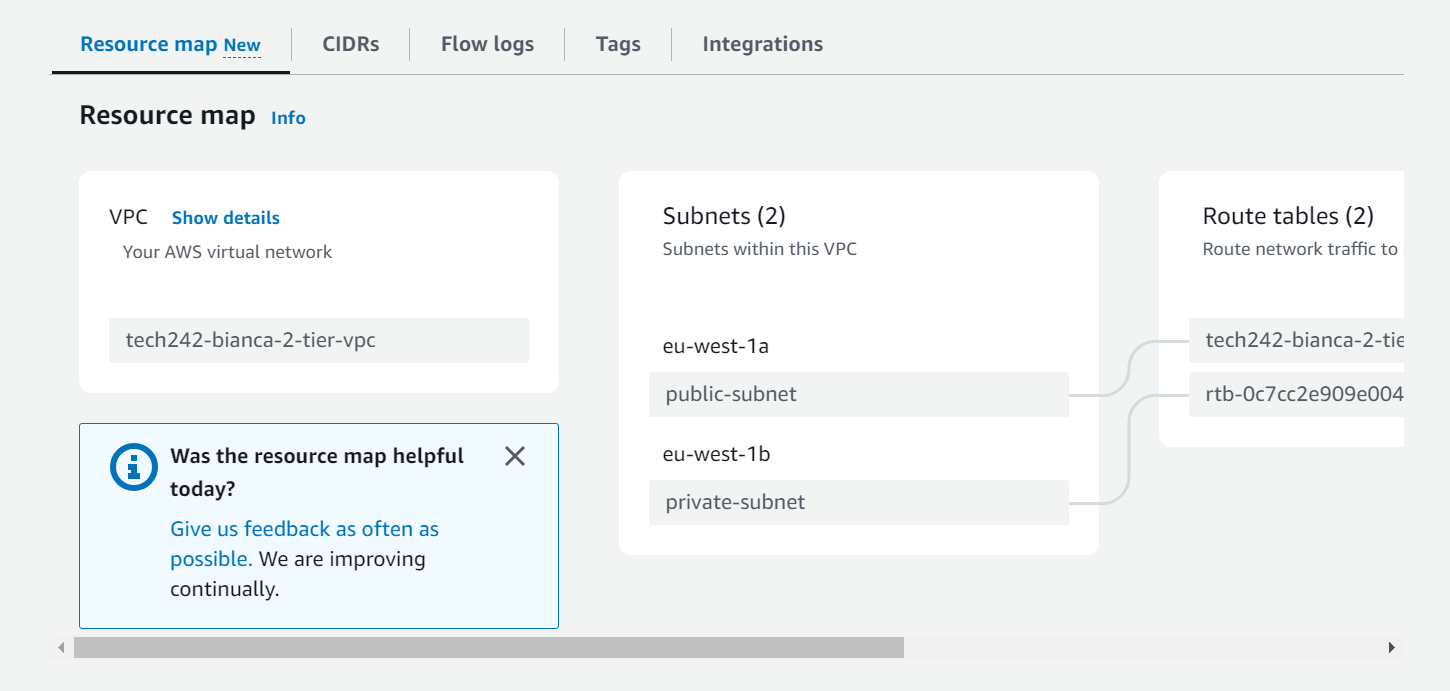 Resource map New
CIDRs
Flow logs
Tags
Integrations
Resource map Info
VPC Show details
Your AWS virtual network
tech242-bianca-2-tier-vpc
Was the resource map helpful
today?
Give us feedback as often as
possible. We are improving
continually.
Subnets (2)
Subnets within this VPC
eu-west-1a
public-subnet
eu-west-1b
private-subnet
Route tables (2)
Route network traffic to
tech242-bianca-2-tie
rtb-0c7cc2e909e004